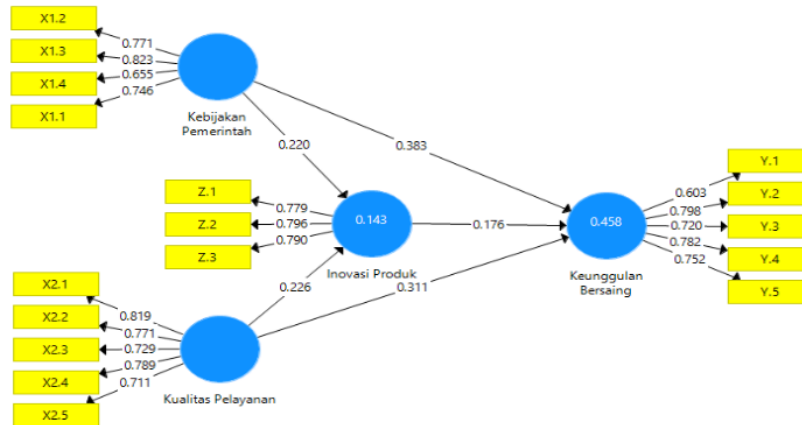 X1.2
X1.3
X1.4
X1.1
0.771
0.823
0.655
0.746
Kebijakan
Pemerintah
0.220
0.383
Z.1
Z.2
Z.3
0.779
0.796
0.790
0.143
Inovasi Produk
0.176
0.458
Keunggulan
Bersaing
0.603
0.798
0.720
0.782
0.752
Y.1
Y.2
Y.3
Y.4
Y.5
0.226
0.311
X2.1
X2.2
X2.3
X2.4
X2.5
0.819
0.771
0.729
0.789
0.711
Kualitas Pelayanan